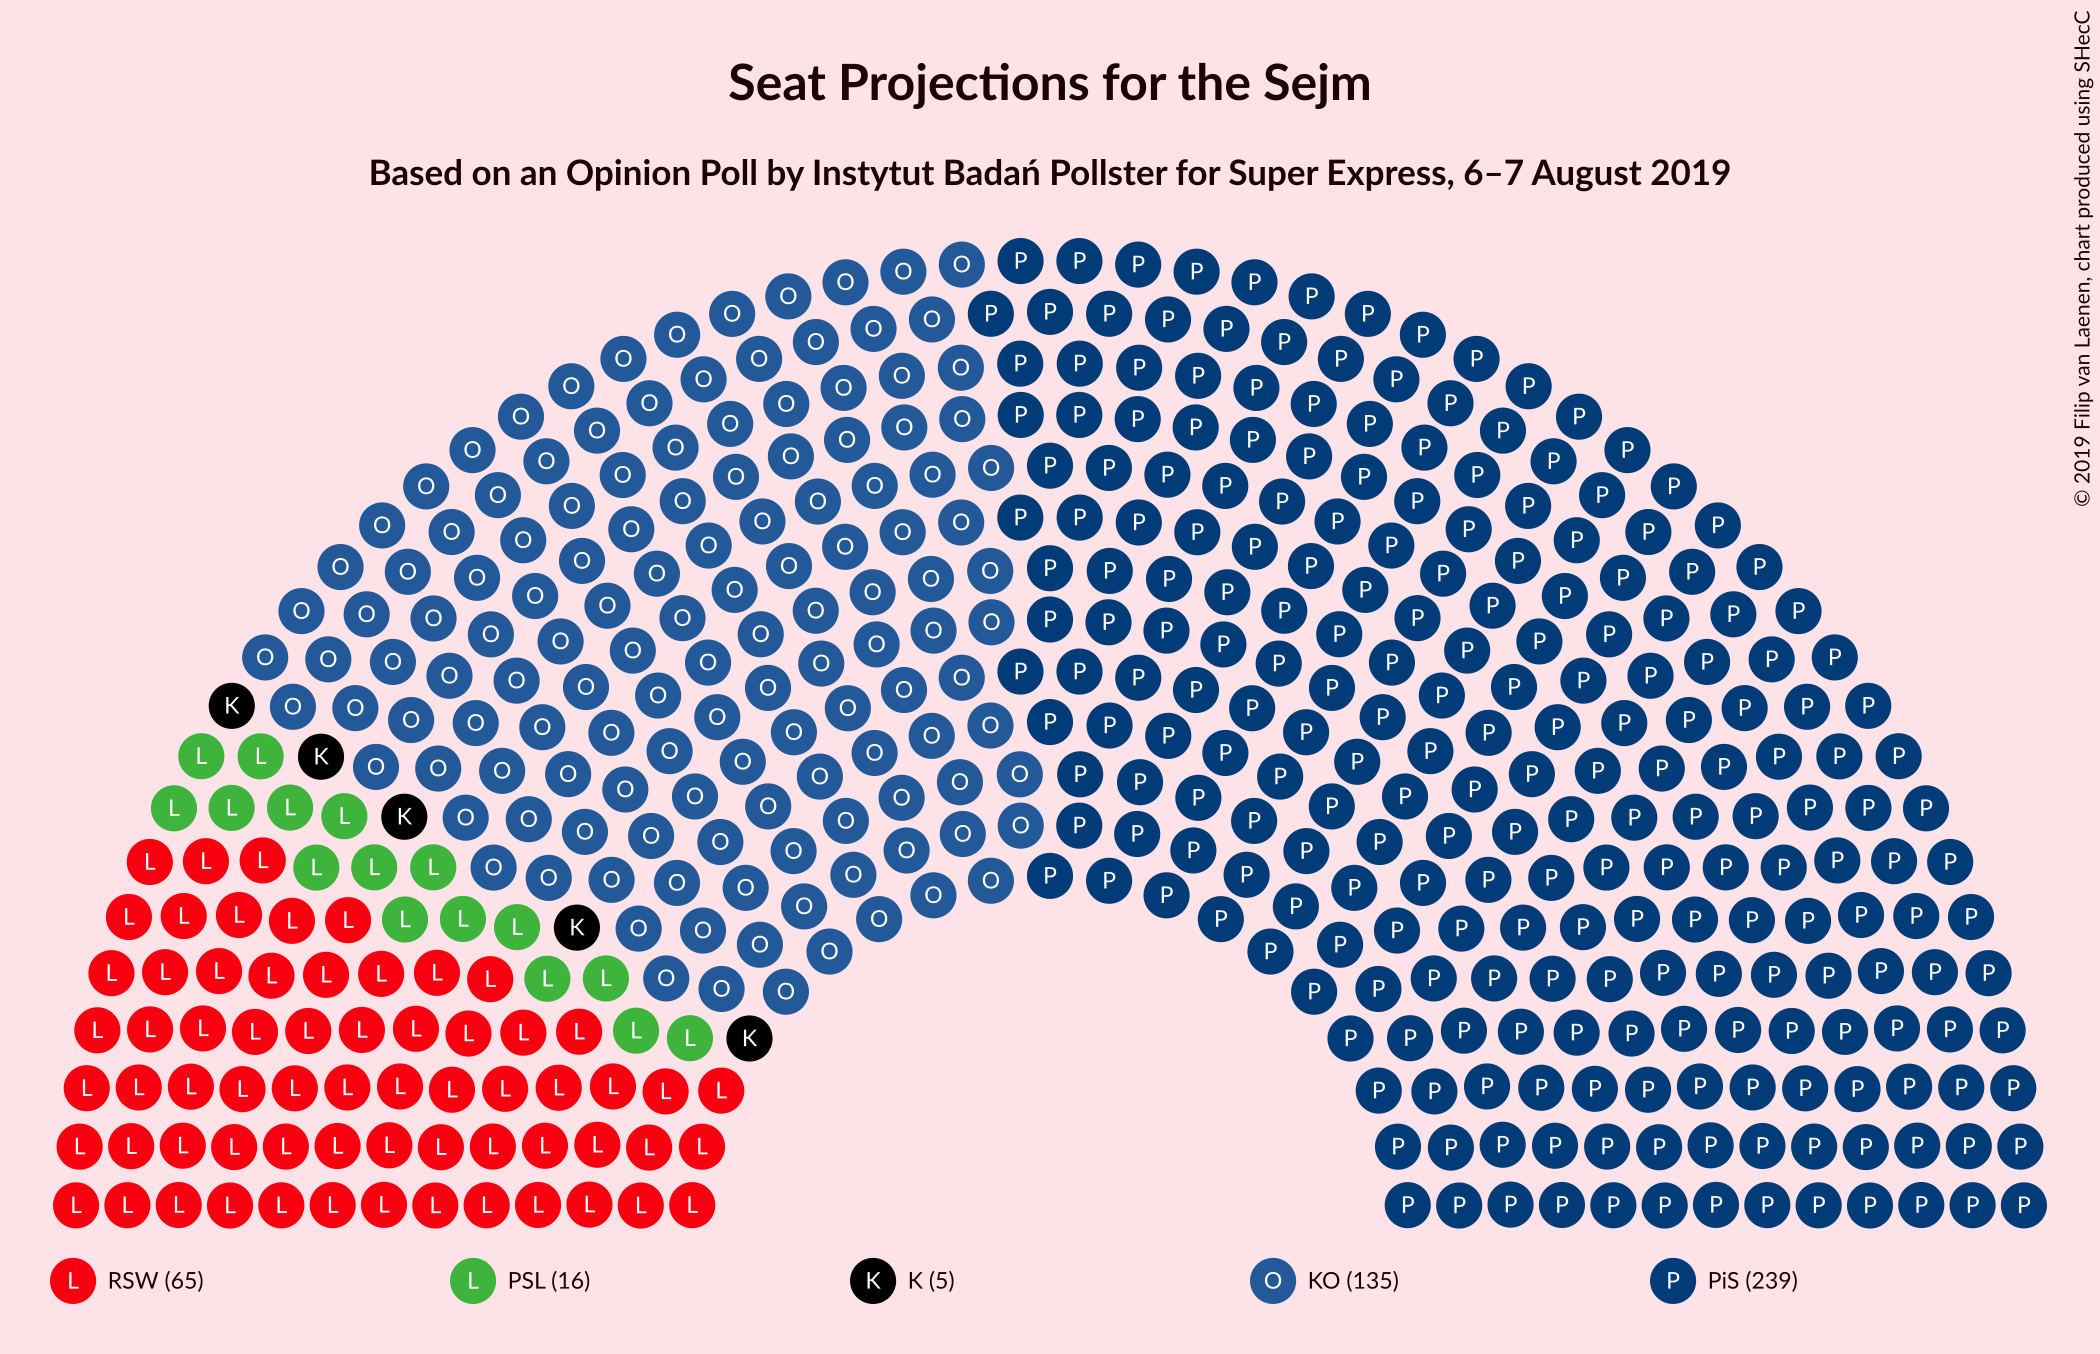 Seat Projections for the Sejm
Based on an Opinion Poll by Instytut Badań Pollster for Super Express, 6–7 August 2019
© 2019 Filip van Laenen, chart produced using SHecC
L RSW (65) L PSL (16) K K (5) O KO (135) P PiS (239)